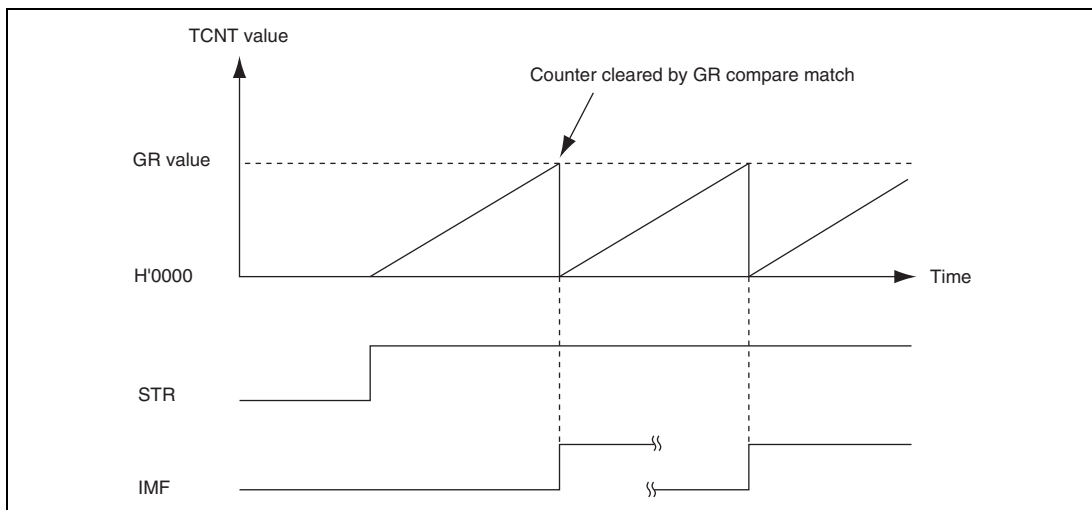 TCNT value
Counter cleared by GR compare match
GR value
H'0000
Time
STR
IMF